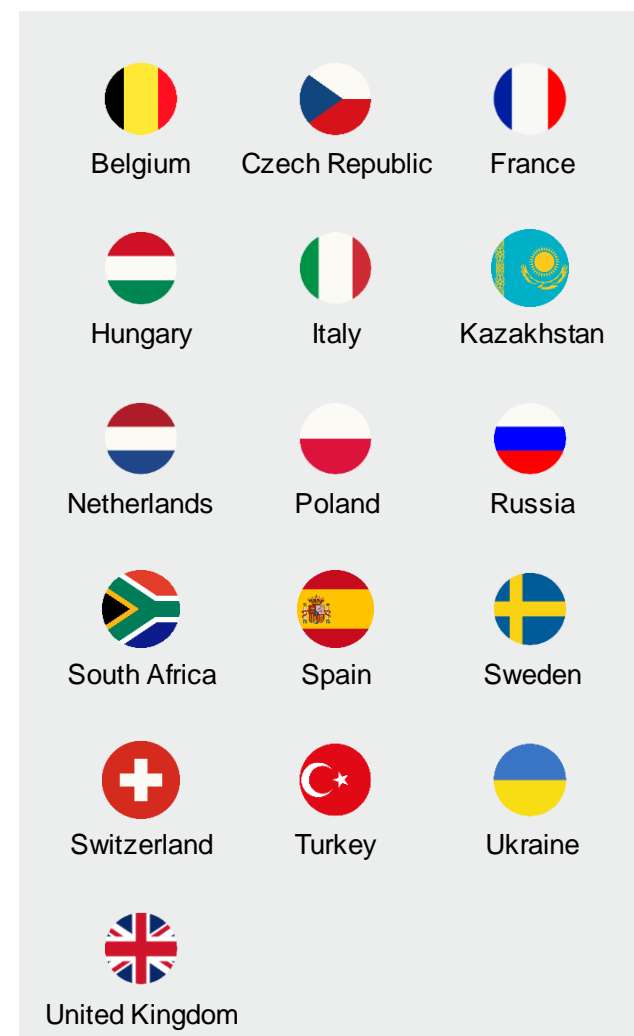 Belgium
Czech Republic
France
Hungary
Italy
Kazakhstan
Netherlands
Poland
Russia
South Africa
Spain
Sweden
Switzerland
Turkey
Ukraine
United Kingdom